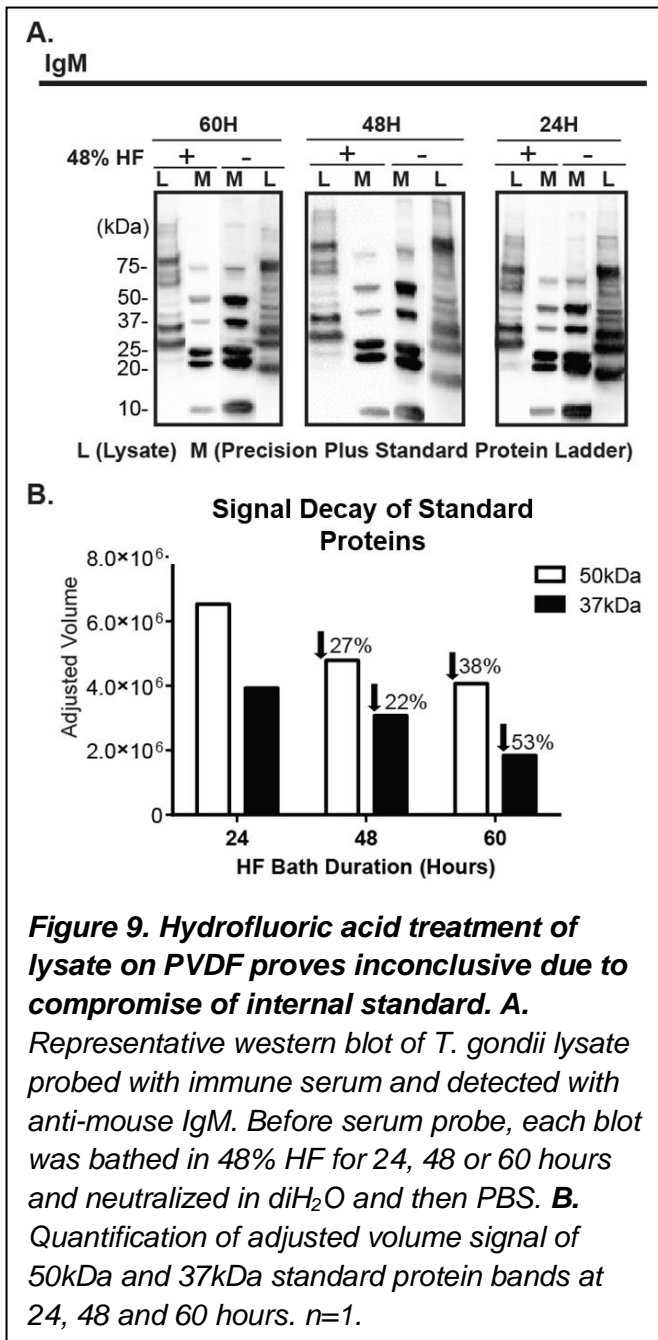 A.
IgM
60H 48H 24H
48% HF + - + - + -
L M M L L M M L L M M L
(kDa)
75-
50-
37-
25-
20-
10-
L (Lysate) M (Precision Plus Standard Protein Ladder)
B.
Signal Decay of Standard
Proteins
8.0×10⁶
6.0×10⁶
4.0×10⁶
2.0×10⁶
0
Adjusted Volume
50kDa
37kDa
27%
22%
38%
53%
24 48 60
HF Bath Duration (Hours)
Figure 9. Hydrofluoric acid treatment of
lysate on PVDF proves inconclusive due to
compromise of internal standard. A.
Representative western blot of T. gondii lysate
probed with immune serum and detected with
anti-mouse IgM. Before serum probe, each blot
was bathed in 48% HF for 24, 48 or 60 hours
and neutralized in diH₂O and then PBS. B.
Quantification of adjusted volume signal of
50kDa and 37kDa standard protein bands at
24, 48 and 60 hours. n=1.